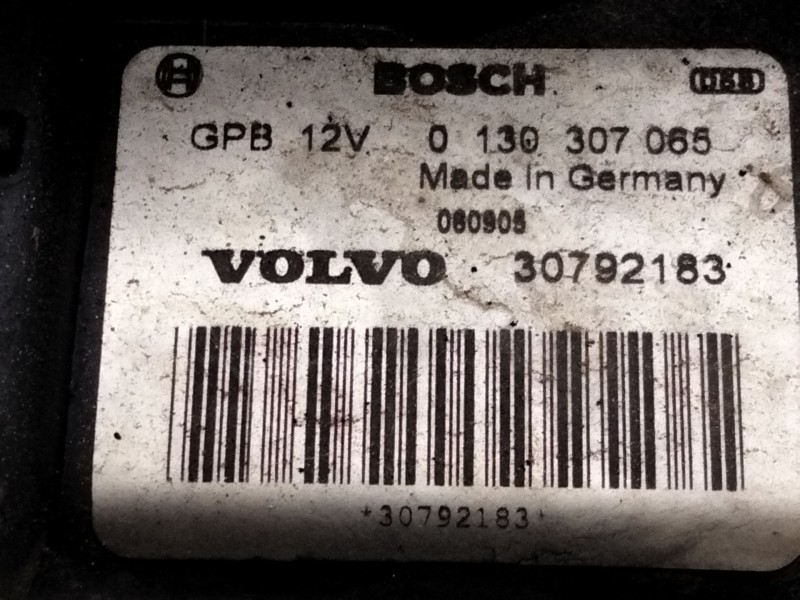 BOSCH
GPB 12V 0 130 307 065
Made in Germany
060905
VOLVO 30792183
*30792183*